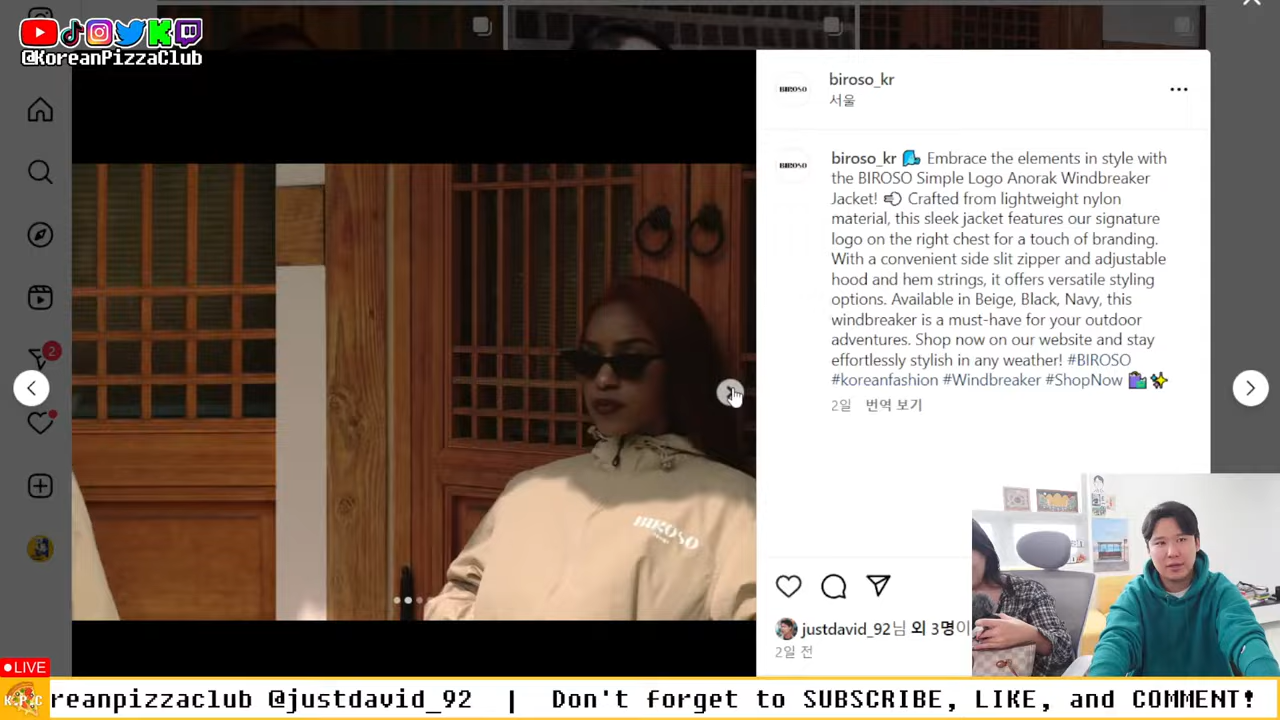 @KoreanPizzaClub
biroso_kr
서울
BIROSO
biroso_kr Embrace the elements in style with
the BIROSO Simple Logo Anorak Windbreaker
Jacket! Crafted from lightweight nylon
material, this sleek jacket features our signature
logo on the right chest for a touch of branding.
With a convenient side slit zipper and adjustable
hood and hem strings, it offers versatile styling
options. Available in Beige, Black, Navy, this
windbreaker is a must-have for your outdoor
adventures. Shop now on our website and stay
effortlessly stylish in any weather! #BIROSO
#koreanfashion #Windbreaker #ShopNow
BIROSO
2일 번역 보기
2
BIROSO
justdavid_92님 외 3명이
2일 전
LIVE
K.P.C
oreanpizzaclub @justdavid_92 | Don't forget to SUBSCRIBE, LIKE, and COMMENT!